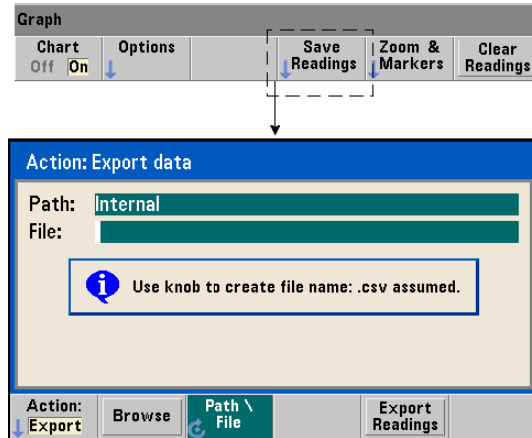 Graph
Chart
Off On
Options
Save
Readings
Zoom &
Markers
Clear
Readings
Action: Export data
Path: Internal
File:
i Use knob to create file name: .csv assumed.
Action:
Export
Browse
Path \
File
Export
Readings